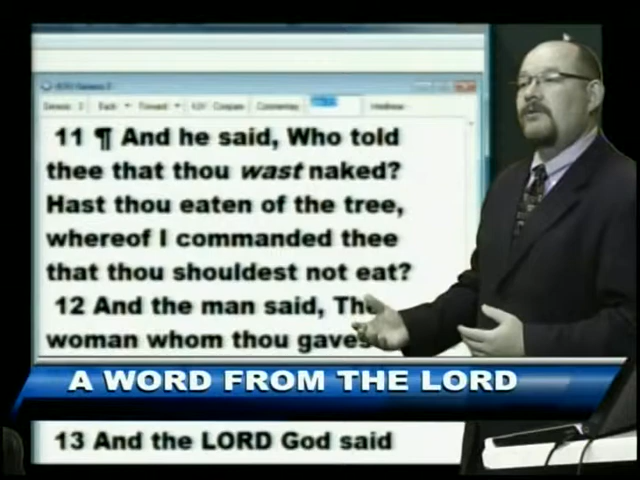 11 ¶ And he said, Who told
thee that thou wast naked?
Hast thou eaten of the tree,
whereof I commanded thee
that thou shouldest not eat?
12 And the man said, The
woman whom thou gaves
A WORD FROM THE LORD
13 And the LORD God said